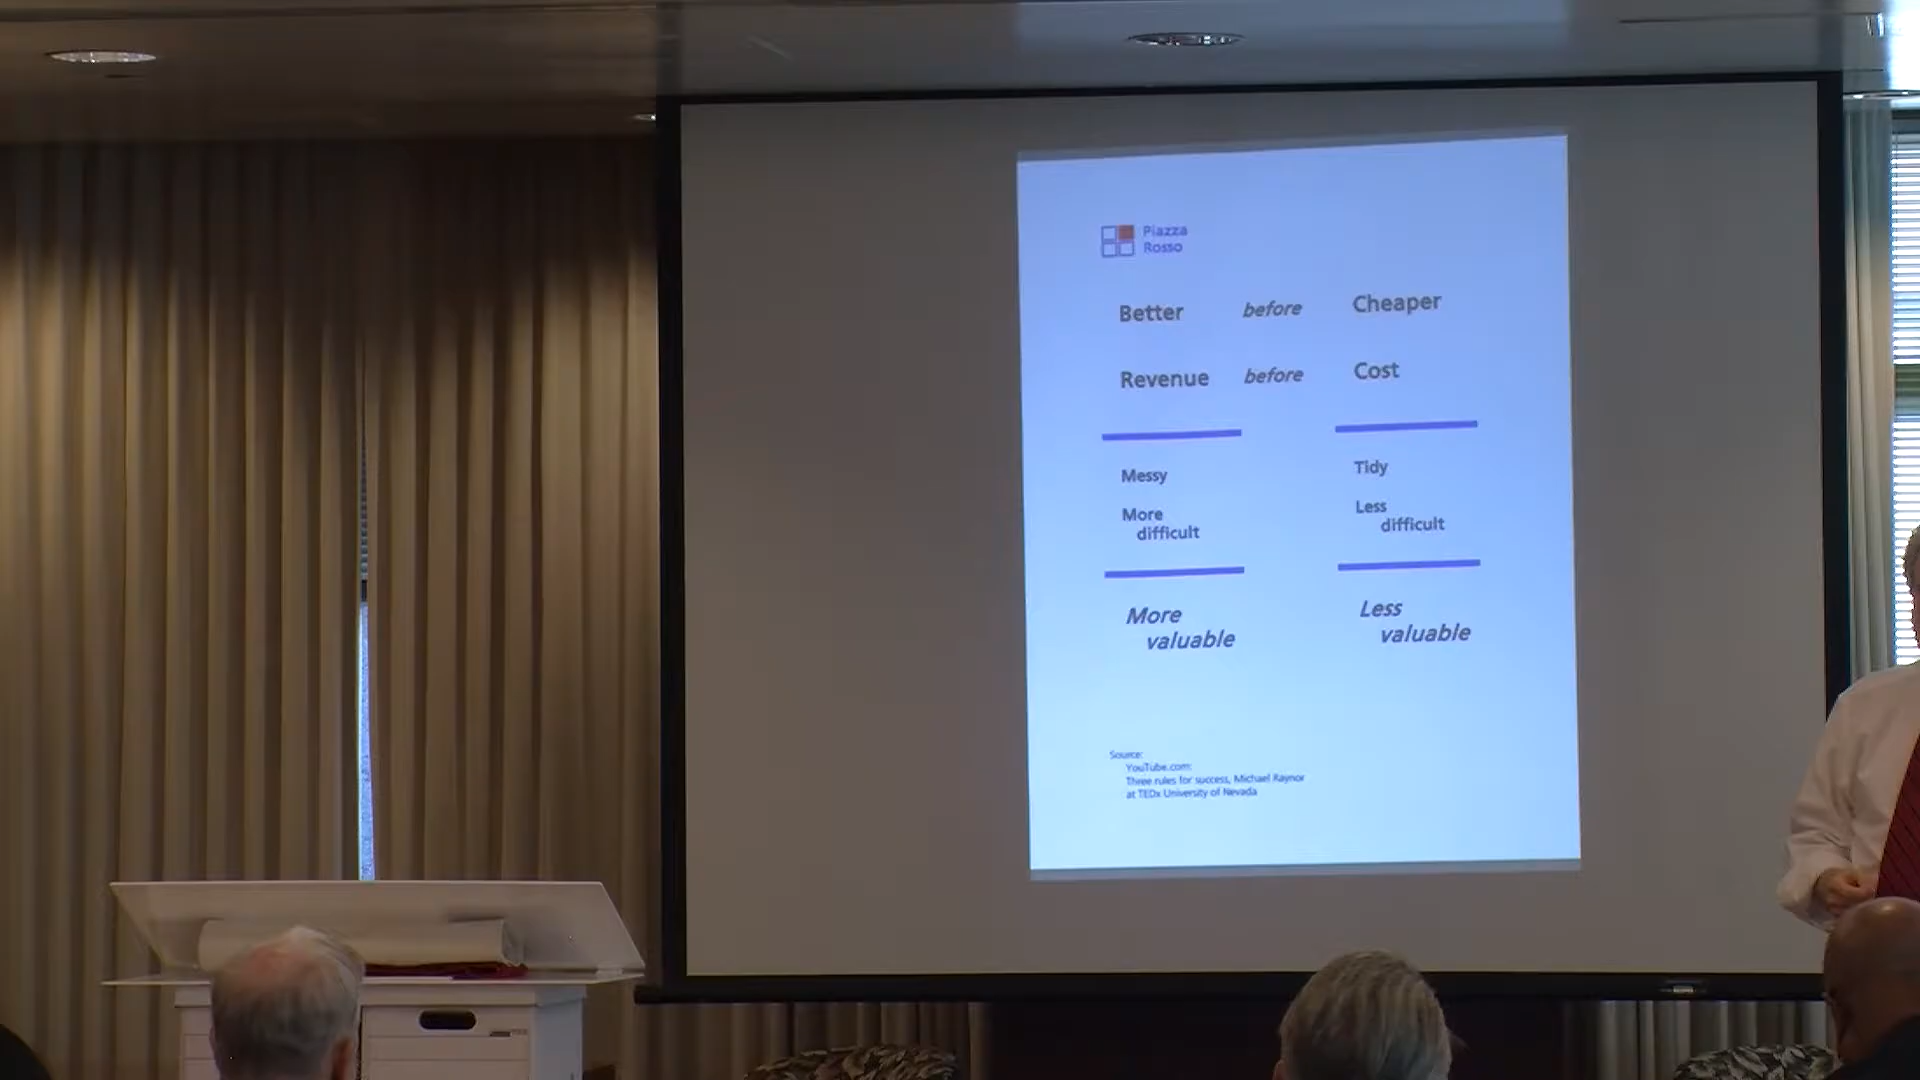 Piazza
Rosso
Better before Cheaper
Revenue before Cost
Messy Tidy
More Less
difficult difficult
More Less
valuable valuable
Source:
YouTube.com:
Three rules for success, Michael Raynor
at TEDx University of Nevada